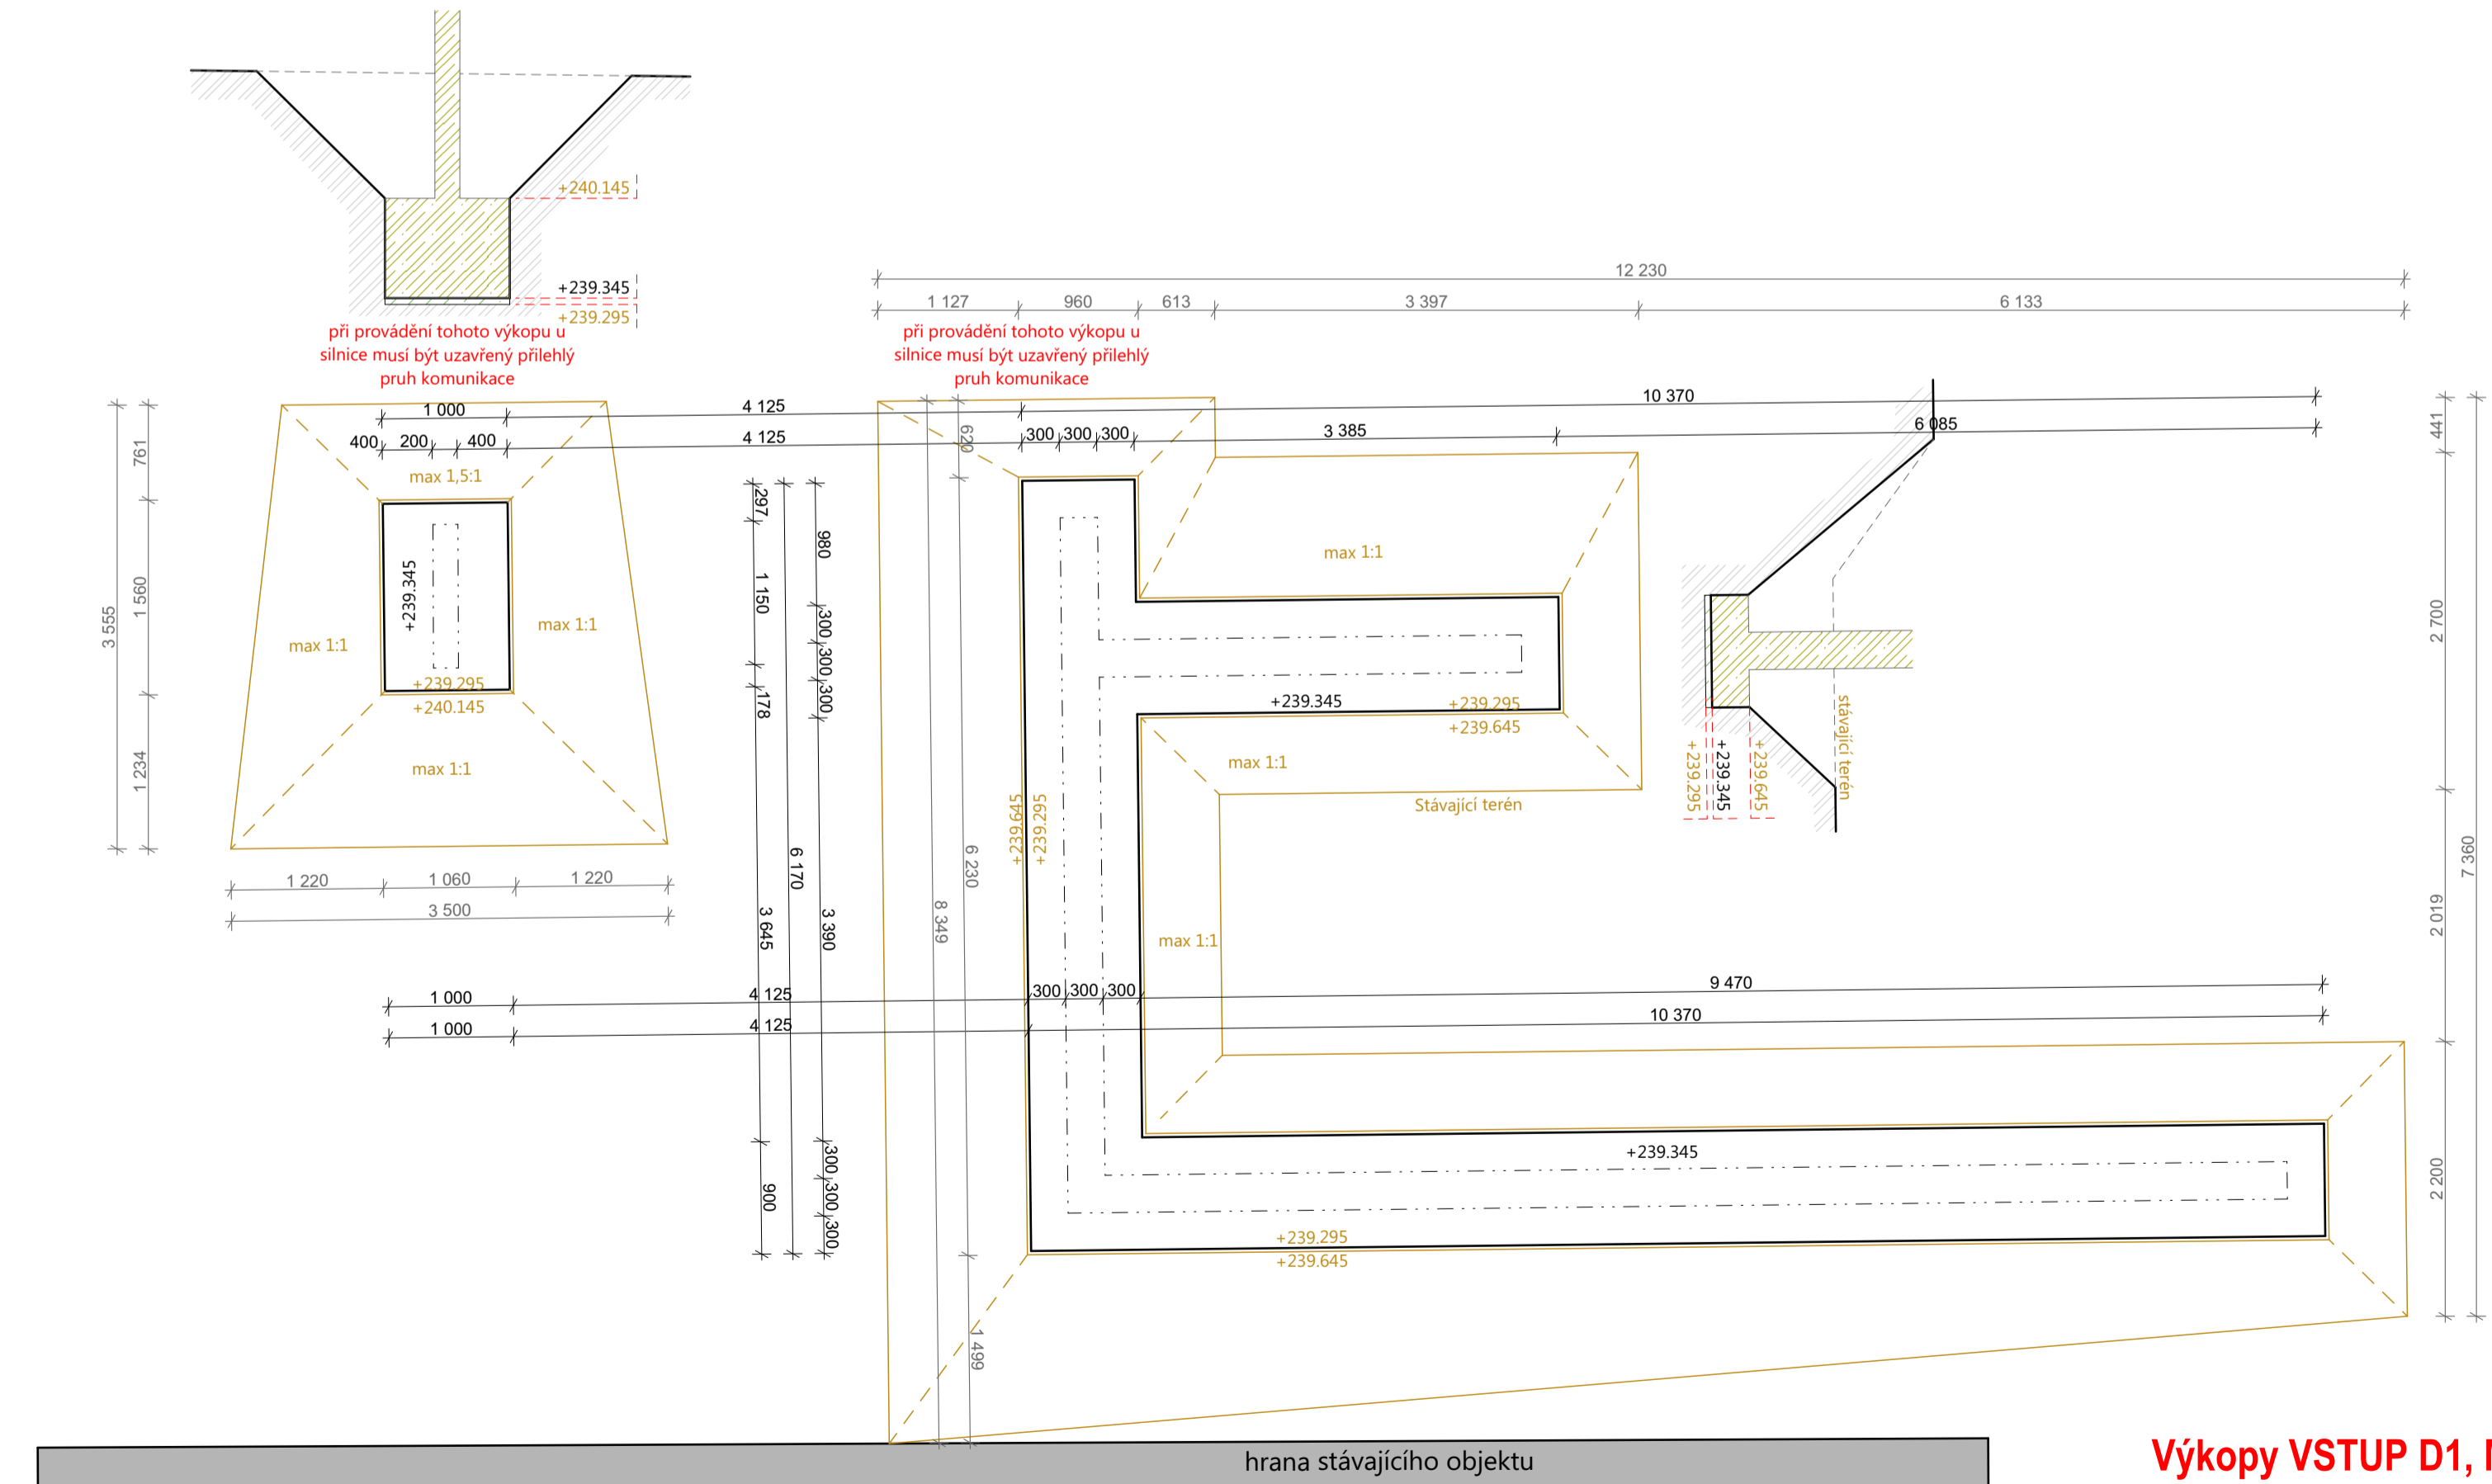 +240.145
+239.345
+239.295
při provádění tohoto výkopu u
silnice musí být uzavřený přilehlý
pruh komunikace
při provádění tohoto výkopu u
silnice musí být uzavřený přilehlý
pruh komunikace
12 230
1 127 960 613 3 397 6 133
1 000 4 125 10 370
400 200 400 4 125 300 300 300 3 385 6 085
max 1,5:1
max 1:1
max 1:1
max 1:1
+239.345
+239.295
+240.145
761
1 560
1 234
3 555
1 220 1 060 1 220
3 500
297
1 150
178
3 645
900
6 170
980
300
300
300
3 390
300
300
300
620
6 230
1 499
8 349
max 1:1
+239.345
+239.295
+239.645
max 1:1
Stávající terén
max 1:1
+239.645
+239.295
+239.295
+239.345
+239.645
stávající terén
441
2 700
2 019
2 200
7 360
1 000 4 125 300 300 300 9 470
1 000 4 125 10 370
+239.345
+239.295
+239.645
hrana stávajícího objektu
Výkopy VSTUP D1,